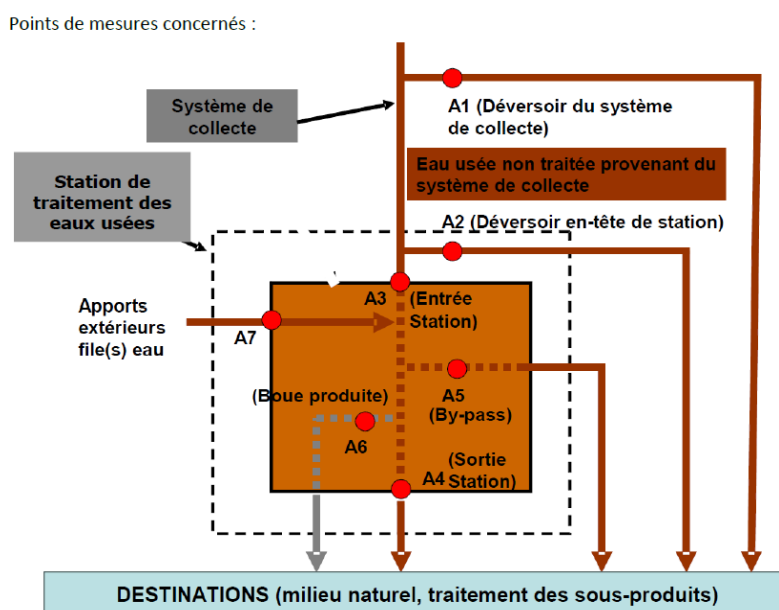 Points de mesures concernés :
Système de
collecte
A1 (Déversoir du système
de collecte)
Station de
traitement des
eaux usées
Eau usée non traitée provenant du
système de collecte
A2 (Déversoir en-tête de station)
A3
(Entrée
Station)
Apports
extérieurs
file(s) eau
A7
(Boue produite)
A6
A5
(By-pass)
(Sortie
Station)
A4
DESTINATIONS (milieu naturel, traitement des sous-produits)